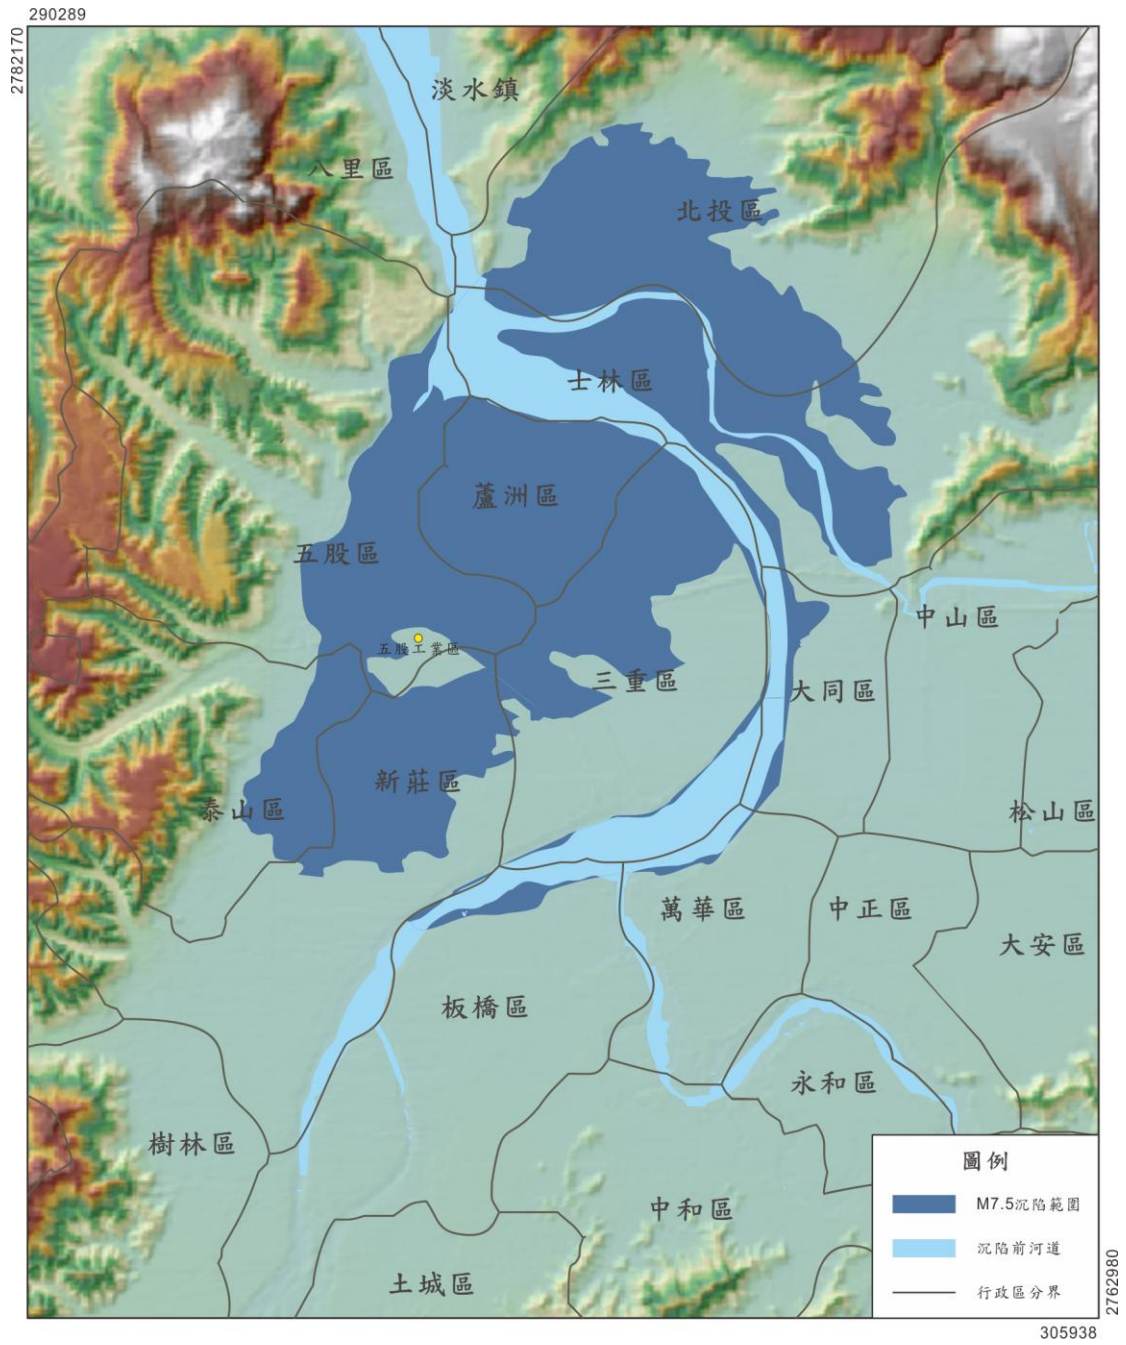 290289
2782170
淡水鎮
八里區
北投區
士林區
蘆洲區
五股區
中山區
五股工業區
三重區
大同區
新莊區
泰山區
松山區
萬華區
中正區
大安區
板橋區
永和區
樹林區
中和區
土城區
圖例
M7.5沉陷範圍
沉陷前河道
行政區分界
2762980
305938